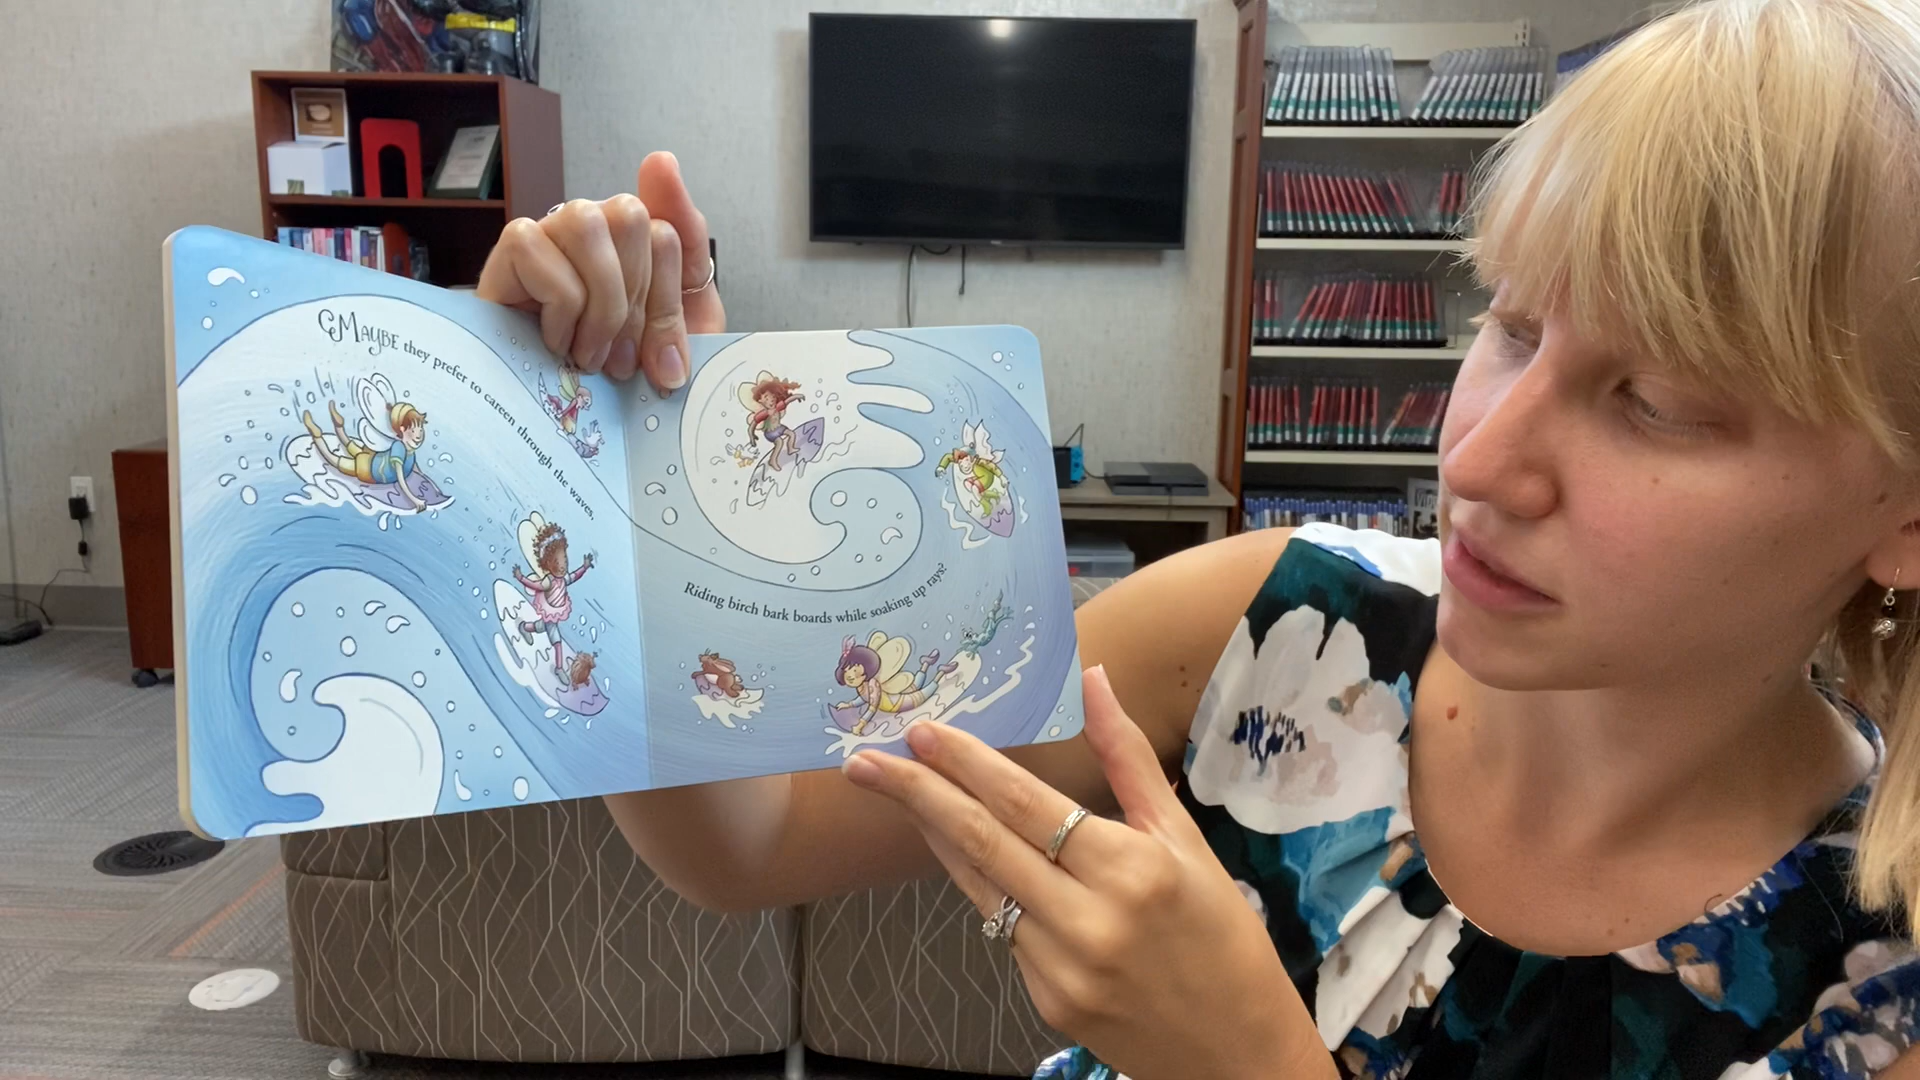 MAYBE they prefer to careen through the waves,
Riding birch bark boards while soaking up rays?